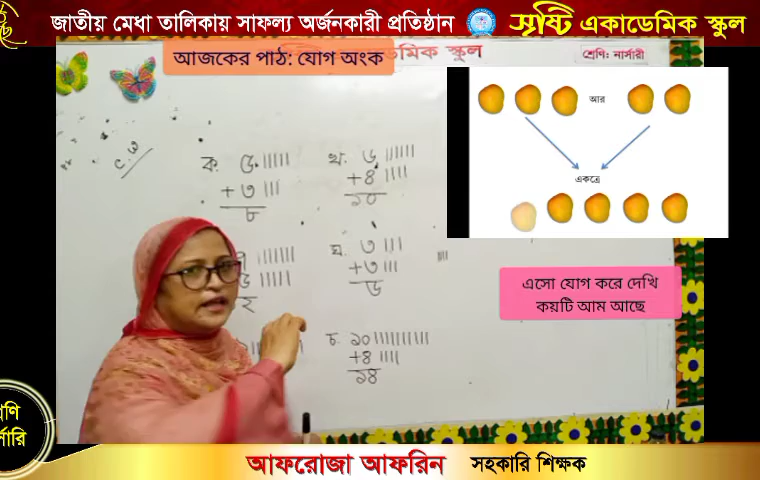 জাতীয় মেধা তালিকায় সাফল্য অর্জনকারী প্রতিষ্ঠান সৃষ্টি একাডেমিক স্কুল
আজকের পাঠ: যোগ অংক
ডেমিক স্কুল
শ্রেণি: নার্সারী
আর
একত্রে
ক. ৫ |||||
+ ৩ |||
৮
খ. ৬ ||||||
+ ৪ ||||
১০
ঘ. ৩ |||
+ ৩ |||
৬
চ. ১০ ||||||||||
+ ৪ ||||
১৪
এসো যোগ করে দেখি
কয়টি আম আছে
আফরোজা আফরিন সহকারি শিক্ষক